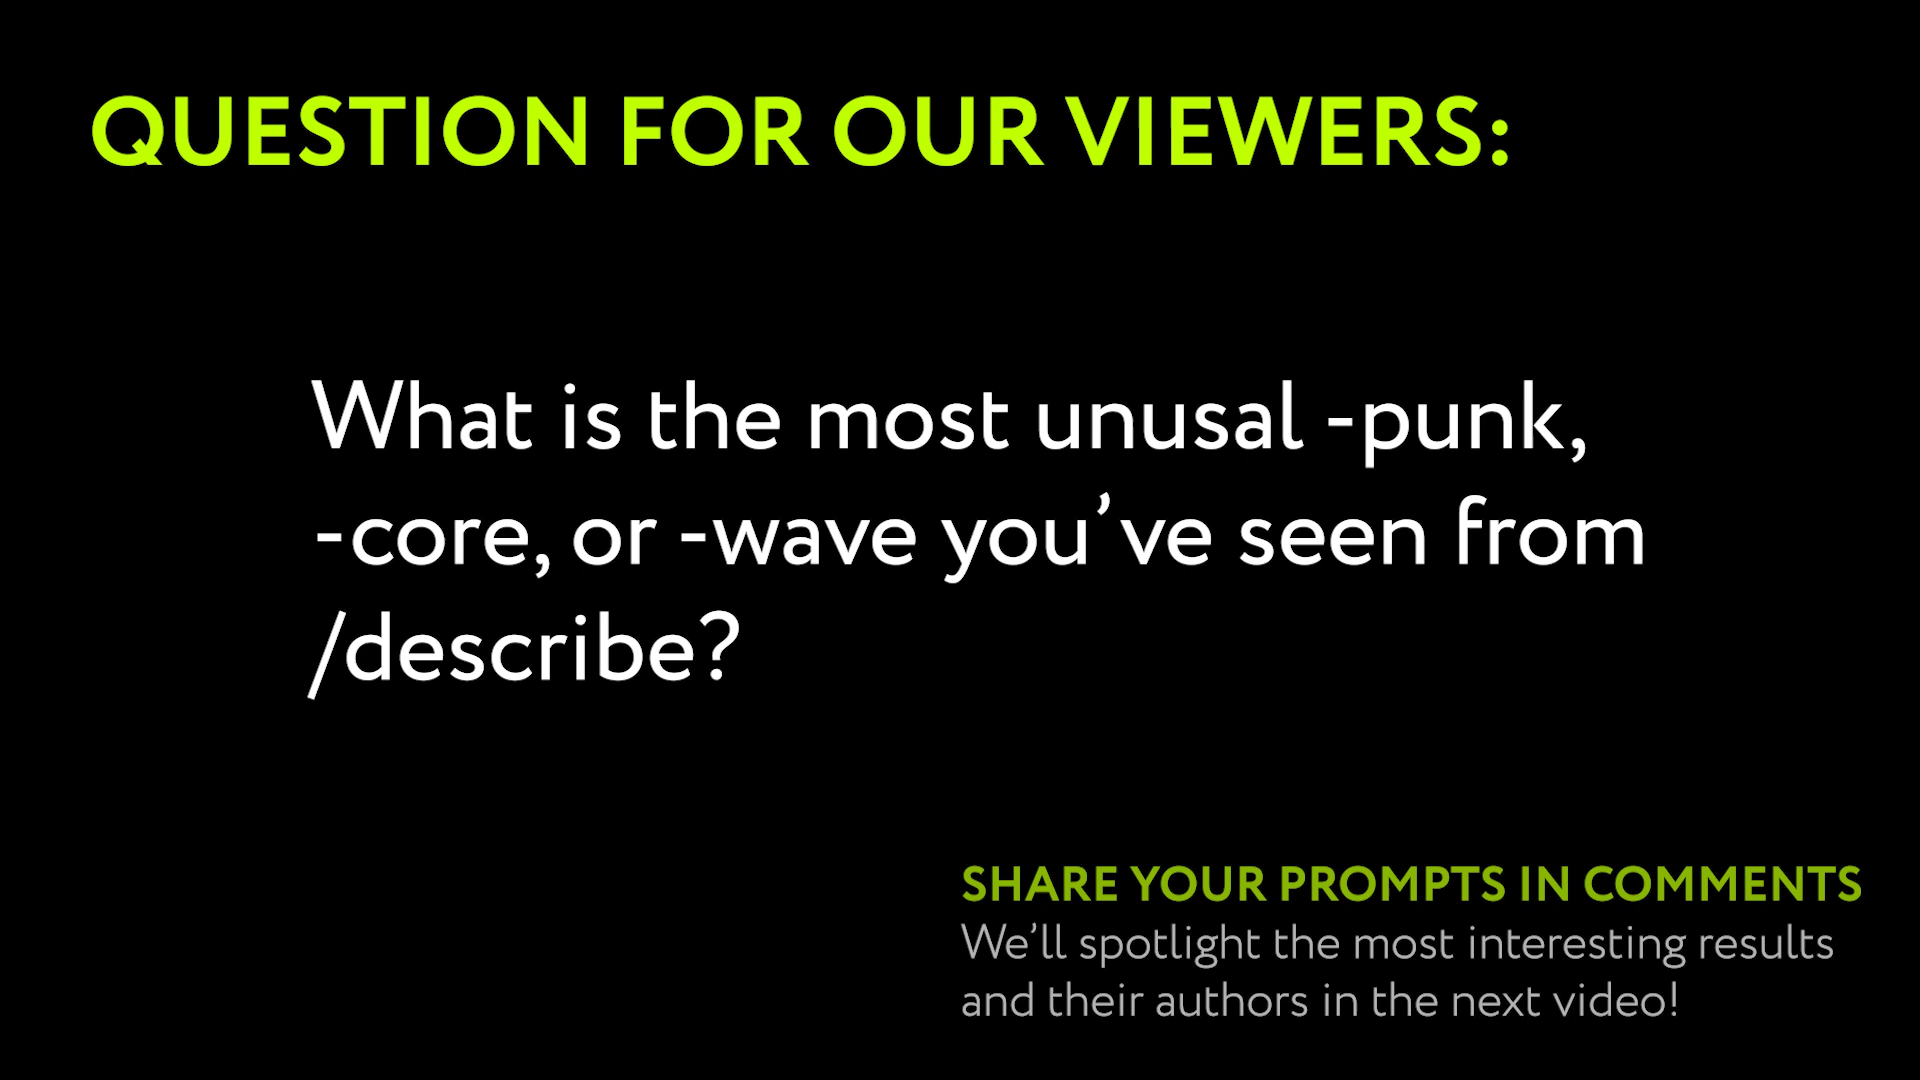 QUESTION FOR OUR VIEWERS:
What is the most unusal -punk,
-core, or -wave you’ve seen from
/describe?
SHARE YOUR PROMPTS IN COMMENTS
We’ll spotlight the most interesting results
and their authors in the next video!